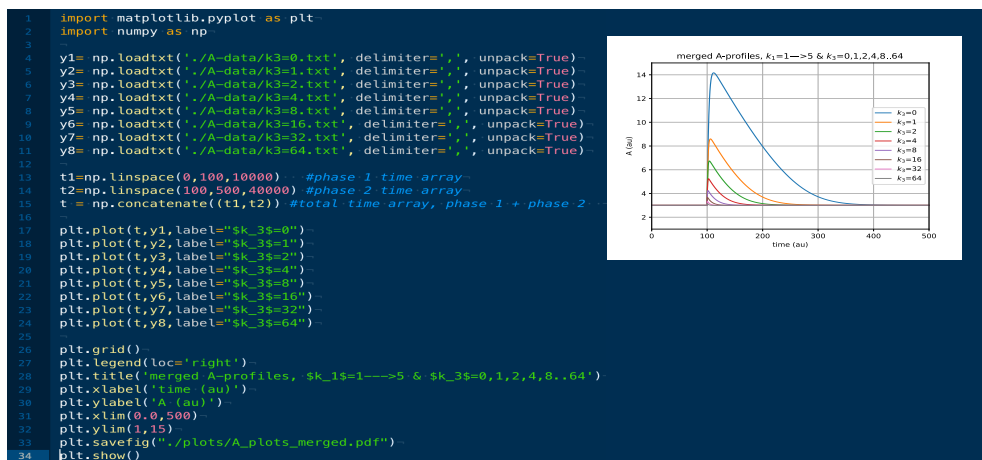 1 import matplotlib.pyplot as plt
2 import numpy as np
3
4 y1= np.loadtxt('./A-data/k3=0.txt', delimiter=',', unpack=True)
5 y2= np.loadtxt('./A-data/k3=1.txt', delimiter=',', unpack=True)
6 y3= np.loadtxt('./A-data/k3=2.txt', delimiter=',', unpack=True)
7 y4= np.loadtxt('./A-data/k3=4.txt', delimiter=',', unpack=True)
8 y5= np.loadtxt('./A-data/k3=8.txt', delimiter=',', unpack=True)
9 y6= np.loadtxt('./A-data/k3=16.txt', delimiter=',', unpack=True)
10 y7= np.loadtxt('./A-data/k3=32.txt', delimiter=',', unpack=True)
11 y8= np.loadtxt('./A-data/k3=64.txt', delimiter=',', unpack=True)
12
13 t1=np.linspace(0,100,10000) #phase 1 time array
14 t2=np.linspace(100,500,40000) #phase 2 time array
15 t = np.concatenate((t1,t2)) #total time array, phase 1 + phase 2
16
17 plt.plot(t,y1,label="$k_3$=0")
18 plt.plot(t,y2,label="$k_3$=1")
19 plt.plot(t,y3,label="$k_3$=2")
20 plt.plot(t,y4,label="$k_3$=4")
21 plt.plot(t,y5,label="$k_3$=8")
22 plt.plot(t,y6,label="$k_3$=16")
23 plt.plot(t,y7,label="$k_3$=32")
24 plt.plot(t,y8,label="$k_3$=64")
25
26 plt.grid()
27 plt.legend(loc='right')
28 plt.title('merged A-profiles, $k_1$=1--->5 & $k_3$=0,1,2,4,8..64')
29 plt.xlabel('time (au)')
30 plt.ylabel('A (au)')
31 plt.xlim(0.0,500)
32 plt.ylim(1,15)
33 plt.savefig("./plots/A_plots_merged.pdf")
34 plt.show()
merged A-profiles, k₁=1--->5 & k₃=0,1,2,4,8..64
14
12
10
8
6
4
2
A (au)
k₃=0
k₃=1
k₃=2
k₃=4
k₃=8
k₃=16
k₃=32
k₃=64
0 100 200 300 400 500
time (au)